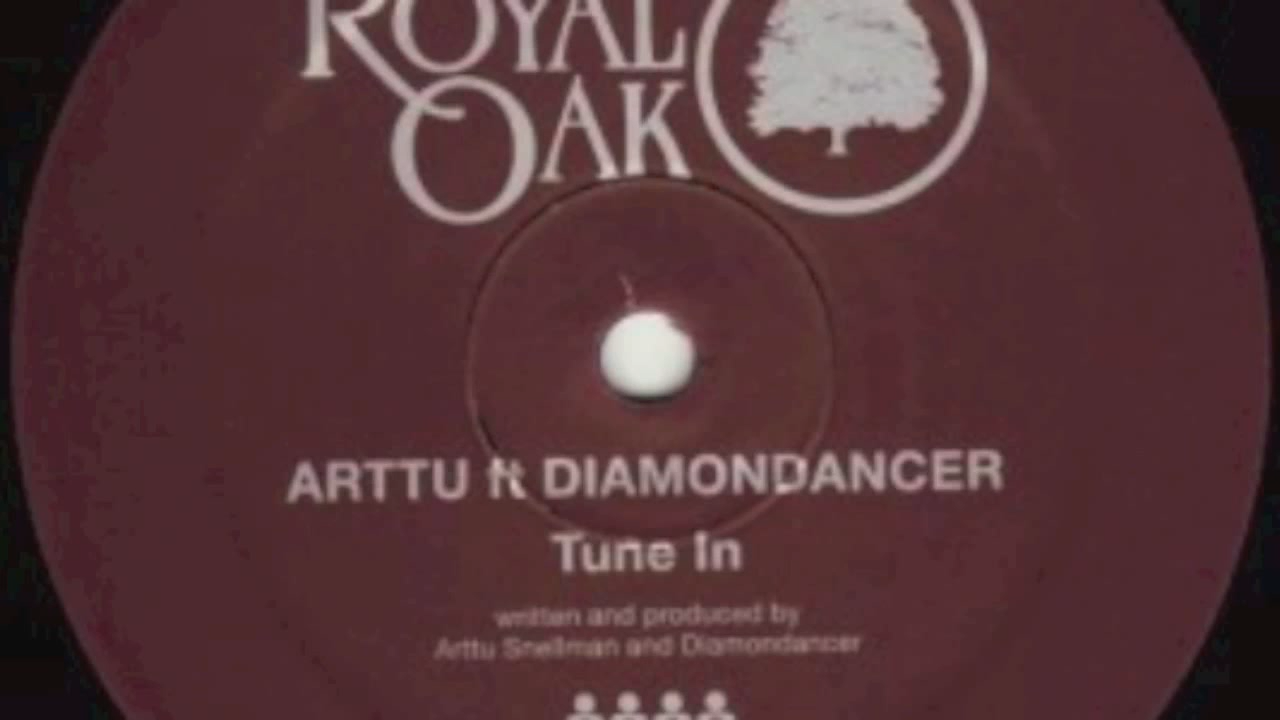 ROYAL
OAK
ARTTU ft DIAMONDANCER
Tune In
written and produced by
Arttu Snellman and Diamondancer